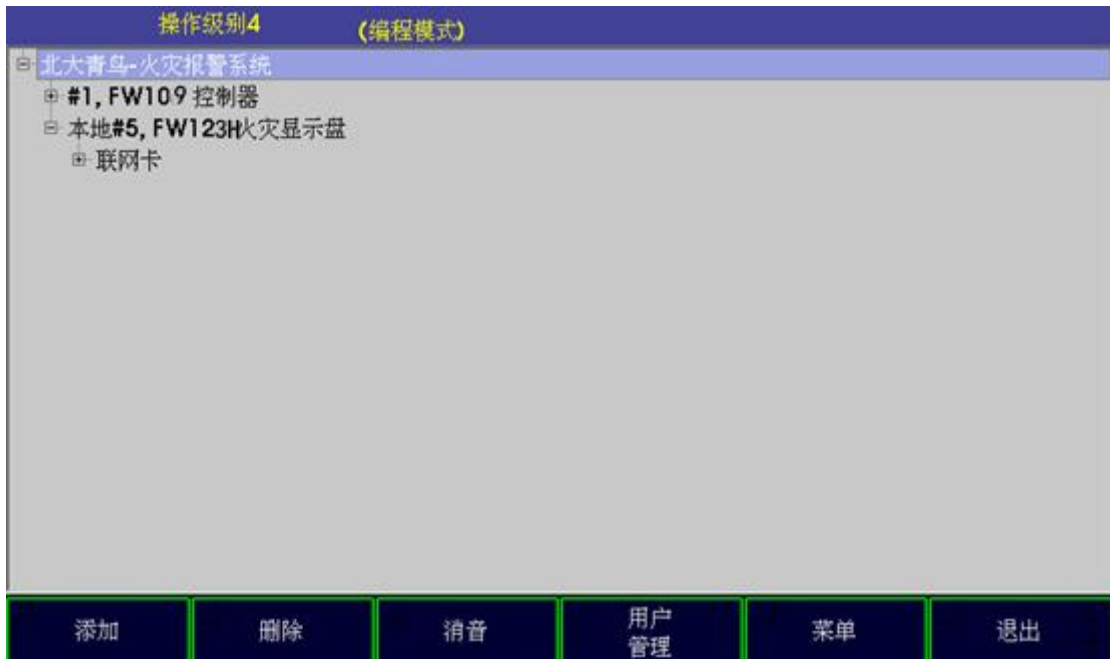 操作级别4 (编程模式)
北大青鸟-火灾报警系统
#1, FW109 控制器
本地#5, FW123H火灾显示盘
联网卡
添加 删除 消音 用户管理 菜单 退出